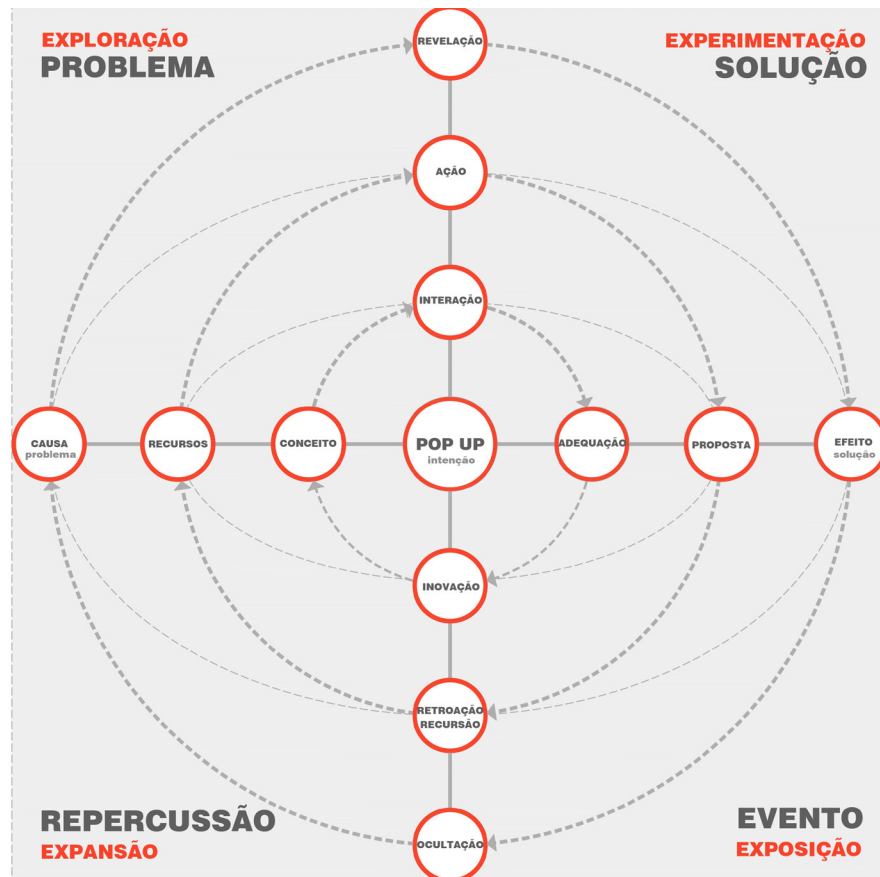 EXPLORAÇÃO
PROBLEMA
EXPERIMENTAÇÃO
SOLUÇÃO
REVELAÇÃO
AÇÃO
INTERAÇÃO
CAUSA
problema
RECURSOS
CONCEITO
POP UP
intenção
ADEQUAÇÃO
PROPOSTA
EFEITO
solução
INOVAÇÃO
RETROAÇÃO
RECURSÃO
OCULTAÇÃO
REPERCUSSÃO
EXPANSÃO
EVENTO
EXPOSIÇÃO